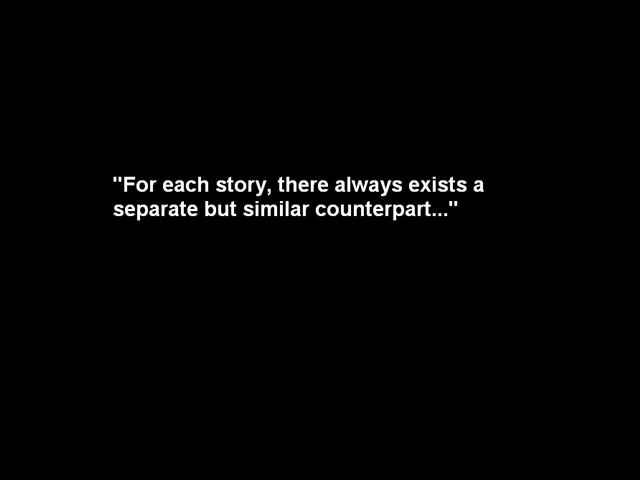 "For each story, there always exists a
separate but similar counterpart..."